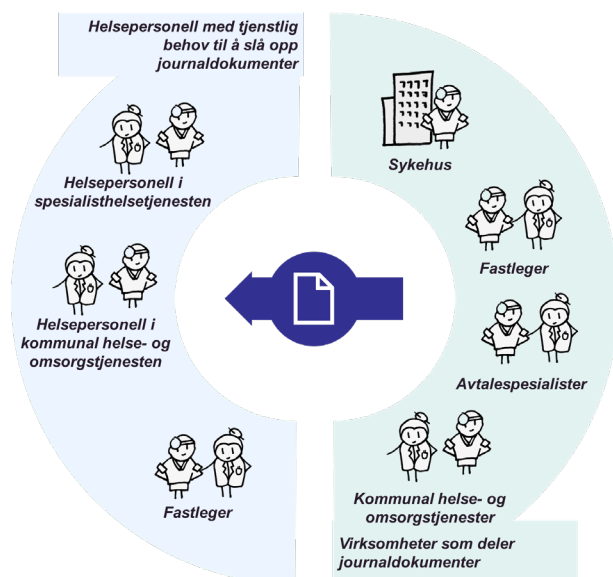 Helsepersonell med tjenstlig
behov til å slå opp
journaldokumenter
Helsepersonell i
spesialisthelsetjenesten
Helsepersonell i
kommunal helse- og
omsorgstjenesten
Fastleger
Sykehus
Fastleger
Avtalespesialister
Kommunal helse- og
omsorgstjenester
Virksomheter som deler
journaldokumenter